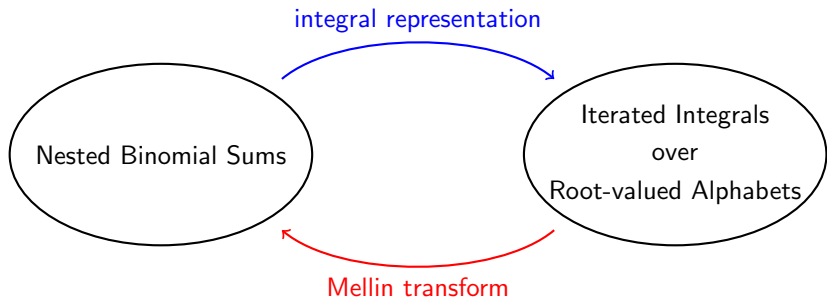 integral representation
Nested Binomial Sums
Iterated Integrals
over
Root-valued Alphabets
Mellin transform